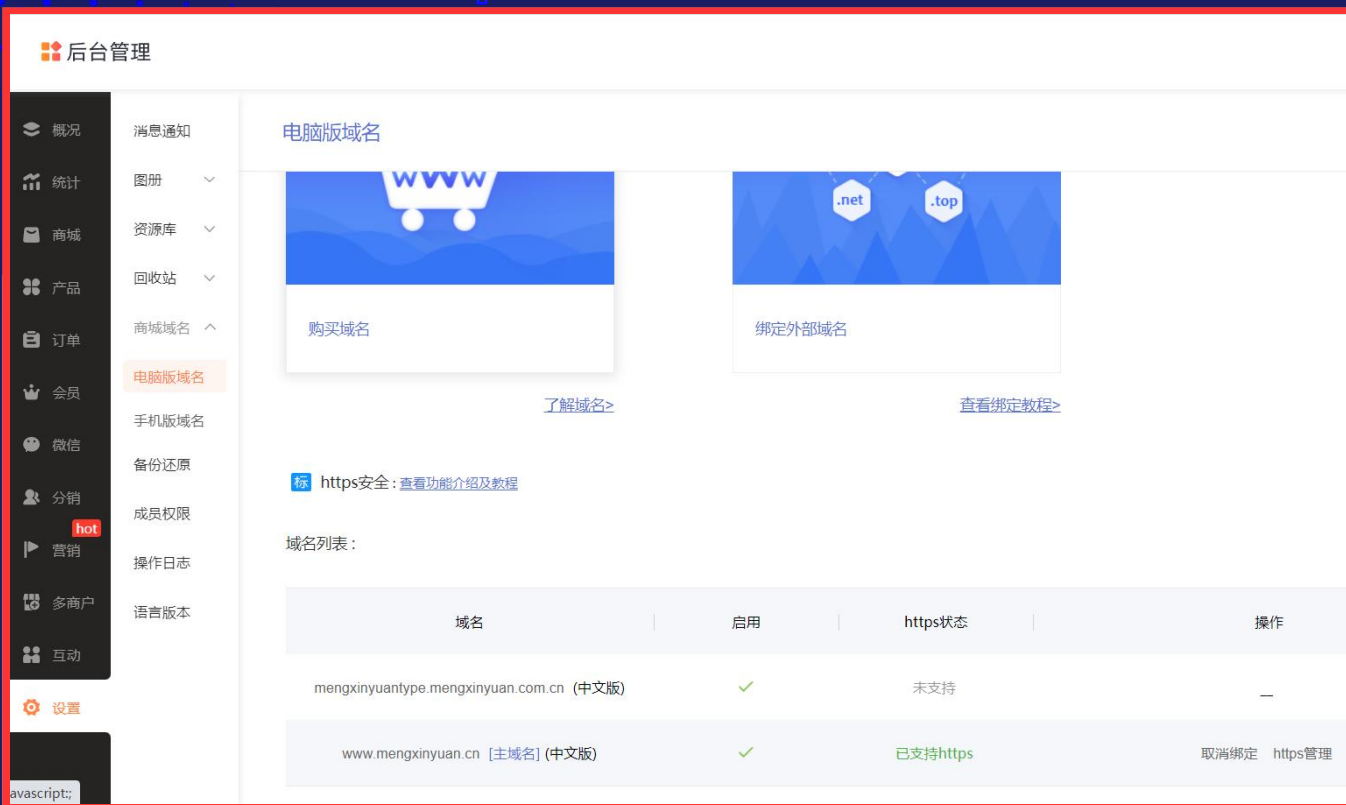 后台管理
概况
统计
商城
产品
订单
会员
微信
分销
hot
营销
多商户
互动
设置
avascript:;
消息通知
图册
资源库
回收站
商城域名
电脑版域名
手机版域名
备份还原
成员权限
操作日志
语言版本
电脑版域名
www
.net
.top
购买域名
绑定外部域名
了解域名>
查看绑定教程>
标 https安全 : 查看功能介绍及教程
域名列表 :
域名 启用 https状态 操作
mengxinyuantype.mengxinyuan.com.cn (中文版) 未支持 __
www.mengxinyuan.cn [主域名] (中文版) 已支持https 取消绑定 https管理